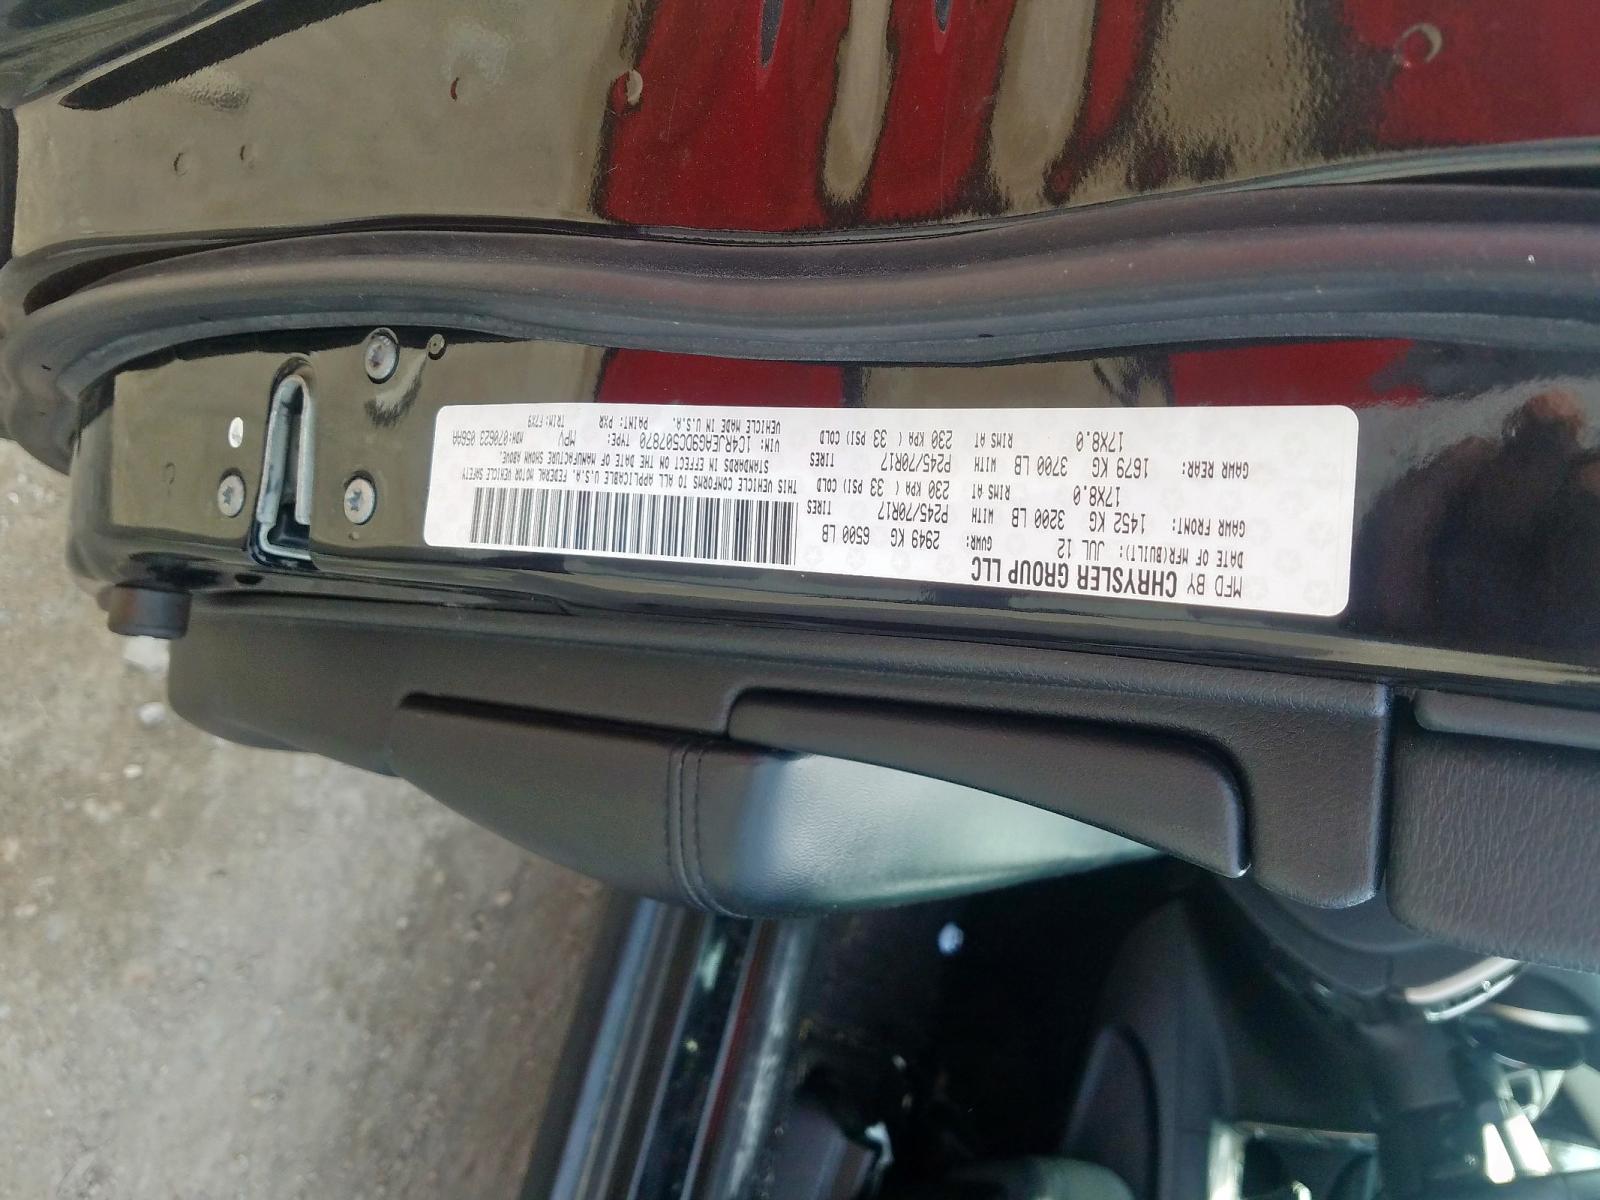 MFD BY CHRYSLER GROUP LLC
DATE OF MFR(BUILT): JUL 12 GVWR: 2949 KG 6500 LB
GAWR FRONT: 1452 KG 3200 LB WITH P245/70R17 TIRES
17X8.0 RIMS AT 230 KPA ( 33 PSI) COLD
GAWR REAR: 1679 KG 3700 LB WITH P245/70R17 TIRES
17X8.0 RIMS AT 230 KPA ( 33 PSI) COLD
THIS VEHICLE CONFORMS TO ALL APPLICABLE U.S.A. FEDERAL MOTOR VEHICLE SAFETY
STANDARDS IN EFFECT ON THE DATE OF MANUFACTURE SHOWN ABOVE.
VIN: 1C4RJEAG9DC507870 TYPE: MPV MDH:070623 056AA
VEHICLE MADE IN U.S.A. PAINT: PXR TRIM:F7X9